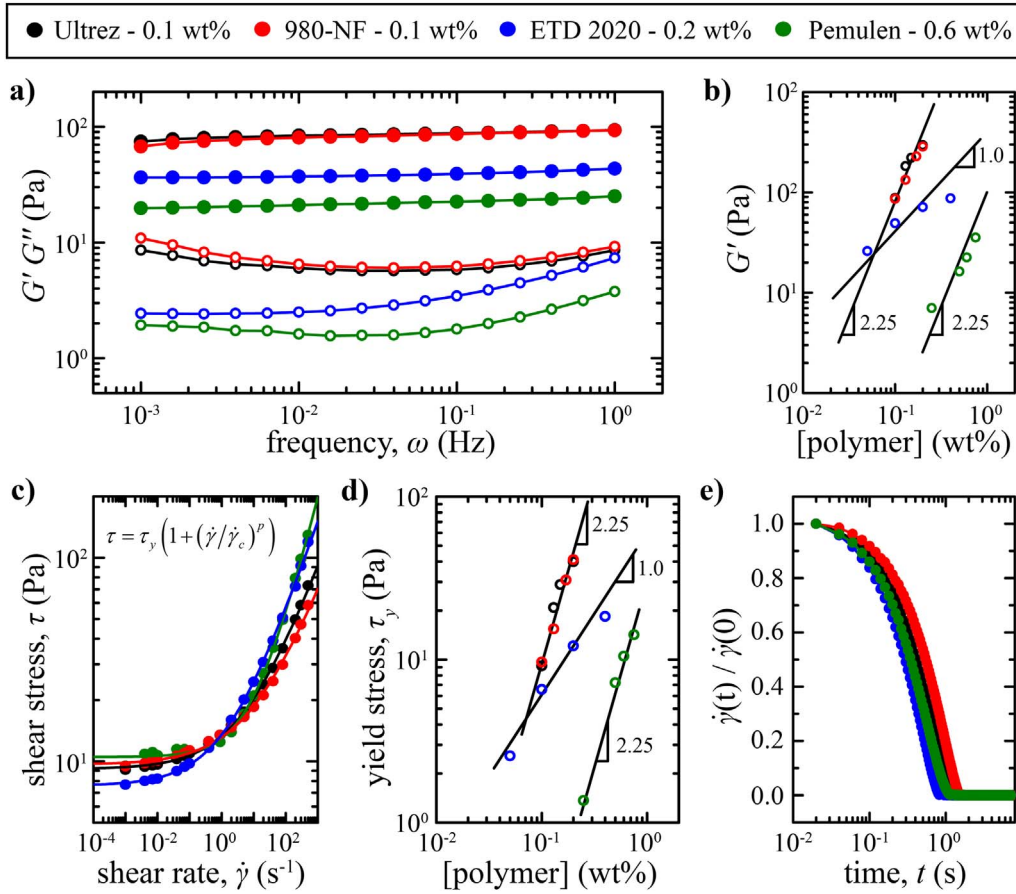 Ultrez - 0.1 wt% 980-NF - 0.1 wt% ETD 2020 - 0.2 wt% Pemulen - 0.6 wt%
a)
G′ G″ (Pa)
10² 10¹ 10⁰
10⁻³ 10⁻² 10⁻¹ 10⁰
frequency, ω (Hz)
b)
G′ (Pa)
10³ 10² 10¹ 10⁰
1.0
2.25
2.25
10⁻² 10⁻¹ 10⁰
[polymer] (wt%)
c)
τ = τy (1+(γ̇/γ̇c)ᵖ)
shear stress, τ (Pa)
10² 10¹
10⁻⁴ 10⁻² 10⁰ 10²
shear rate, γ̇ (s⁻¹)
d)
yield stress, τy (Pa)
10² 10¹ 10⁰
2.25
1.0
2.25
10⁻² 10⁻¹ 10⁰
[polymer] (wt%)
e)
γ̇(t) / γ̇(0)
1.0
0.8
0.6
0.4
0.2
0.0
10⁻² 10⁻¹ 10⁰
time, t (s)